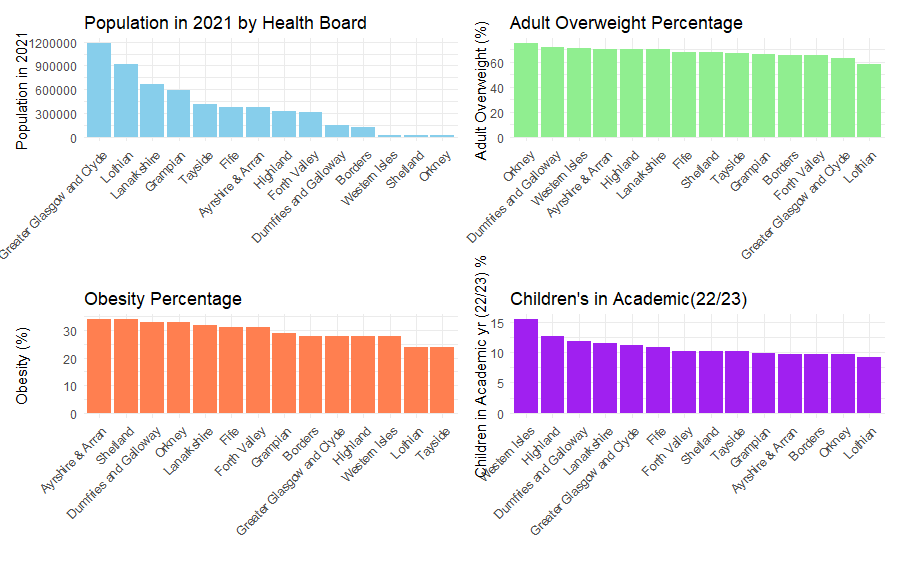 Population in 2021 by Health Board
Population in 2021
1200000
900000
600000
300000
0
Greater Glasgow and Clyde
Lothian
Lanarkshire
Grampian
Tayside
Fife
Ayrshire & Arran
Highland
Forth Valley
Dumfries and Galloway
Borders
Western Isles
Shetland
Orkney
Adult Overweight Percentage
Adult Overweight (%)
60
40
20
0
Orkney
Dumfries and Galloway
Western Isles
Ayrshire & Arran
Highland
Lanarkshire
Fife
Shetland
Tayside
Grampian
Borders
Forth Valley
Greater Glasgow and Clyde
Lothian
Obesity Percentage
Obesity (%)
30
20
10
0
Ayrshire & Arran
Shetland
Dumfries and Galloway
Orkney
Lanarkshire
Fife
Forth Valley
Grampian
Borders
Greater Glasgow and Clyde
Highland
Western Isles
Lothian
Tayside
Children's in Academic(22/23)
Children in Academic yr (22/23) %
15
10
5
0
Western Isles
Highland
Dumfries and Galloway
Lanarkshire
Greater Glasgow and Clyde
Fife
Forth Valley
Shetland
Tayside
Grampian
Ayrshire & Arran
Borders
Orkney
Lothian